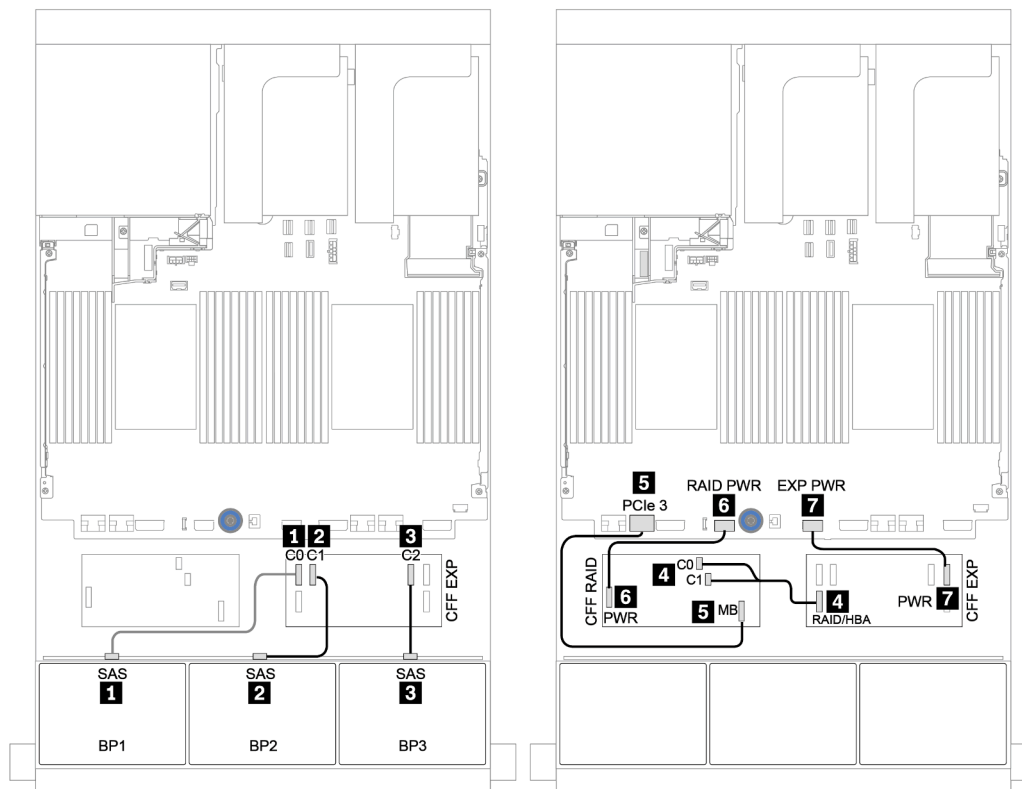 1 2 3
C0 C1 C2
CFF EXP
SAS SAS SAS
1 2 3
BP1 BP2 BP3
5 RAID PWR EXP PWR
PCIe 3 6 7
CFF RAID
4 C0
C1
6 PWR
5 MB
4 RAID/HBA
PWR 7
CFF EXP